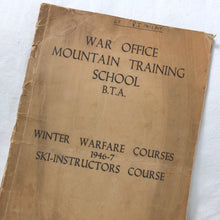 WAR OFFICE
MOUNTAIN TRAINING
SCHOOL
B.T.A.
WINTER WARFARE COURSES
1946-7
SKI-INSTRUCTORS COURSE